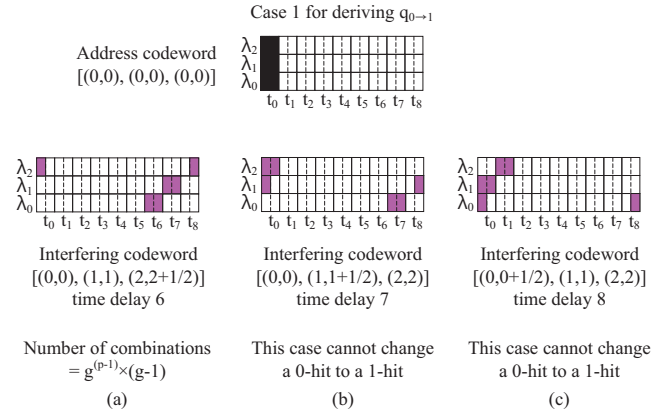 Case 1 for deriving q0→1
Address codeword
[(0,0), (0,0), (0,0)]
λ2
λ1
λ0
t0 t1 t2 t3 t4 t5 t6 t7 t8
λ2
λ1
λ0
t0 t1 t2 t3 t4 t5 t6 t7 t8
Interfering codeword
[(0,0), (1,1), (2,2+1/2)]
time delay 6
Number of combinations
= g(p-1)×(g-1)
(a)
λ2
λ1
λ0
t0 t1 t2 t3 t4 t5 t6 t7 t8
Interfering codeword
[(0,0), (1,1+1/2), (2,2)]
time delay 7
This case cannot change
a 0-hit to a 1-hit
(b)
λ2
λ1
λ0
t0 t1 t2 t3 t4 t5 t6 t7 t8
Interfering codeword
[(0,0+1/2), (1,1), (2,2)]
time delay 8
This case cannot change
a 0-hit to a 1-hit
(c)